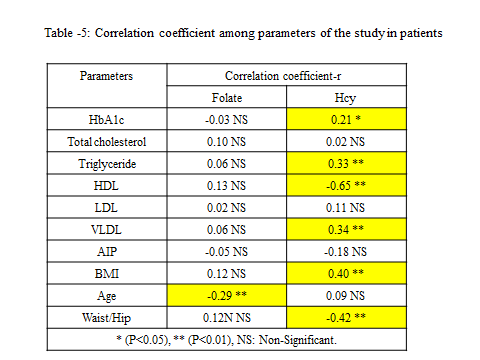 Table -5: Correlation coefficient among parameters of the study in patients
Parameters Correlation coefficient-r
Folate Hcy
HbA1c -0.03 NS 0.21 *
Total cholesterol 0.10 NS 0.02 NS
Triglyceride 0.06 NS 0.33 **
HDL 0.13 NS -0.65 **
LDL 0.02 NS 0.11 NS
VLDL 0.06 NS 0.34 **
AIP -0.05 NS -0.18 NS
BMI 0.12 NS 0.40 **
Age -0.29 ** 0.09 NS
Waist/Hip 0.12N NS -0.42 **
* (P<0.05), ** (P<0.01), NS: Non-Significant.